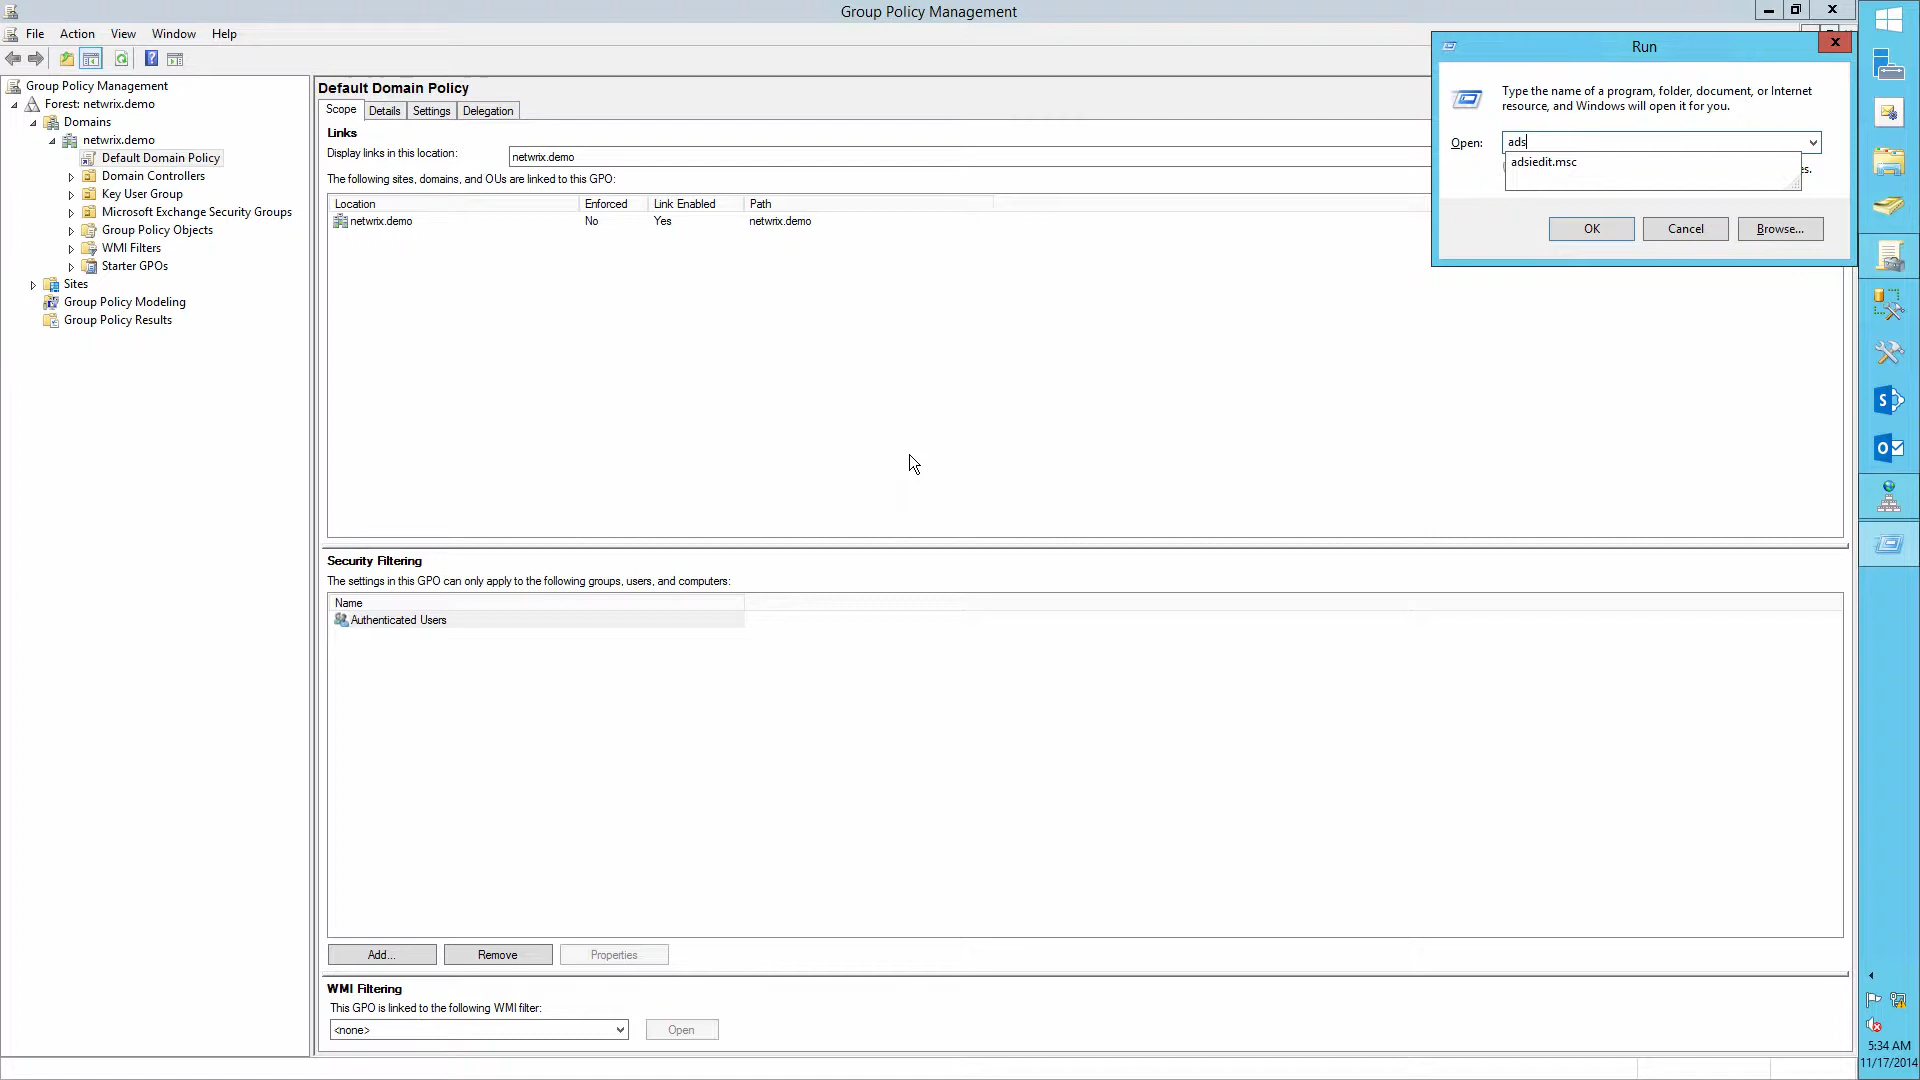 Group Policy Management
File Action View Window Help
Group Policy Management
Forest: netwrix.demo
Domains
netwrix.demo
Default Domain Policy
Domain Controllers
Key User Group
Microsoft Exchange Security Groups
Group Policy Objects
WMI Filters
Starter GPOs
Sites
Group Policy Modeling
Group Policy Results
Default Domain Policy
Scope Details Settings Delegation
Links
Display links in this location: netwrix.demo
The following sites, domains, and OUs are linked to this GPO:
Location Enforced Link Enabled Path
netwrix.demo No Yes netwrix.demo
Security Filtering
The settings in this GPO can only apply to the following groups, users, and computers:
Name
Authenticated Users
Add... Remove Properties
WMI Filtering
This GPO is linked to the following WMI filter:
<none> Open
Run
Type the name of a program, folder, document, or Internet
resource, and Windows will open it for you.
Open: ads
adsiedit.msc
es.
OK Cancel Browse...
5:34 AM
11/17/2014